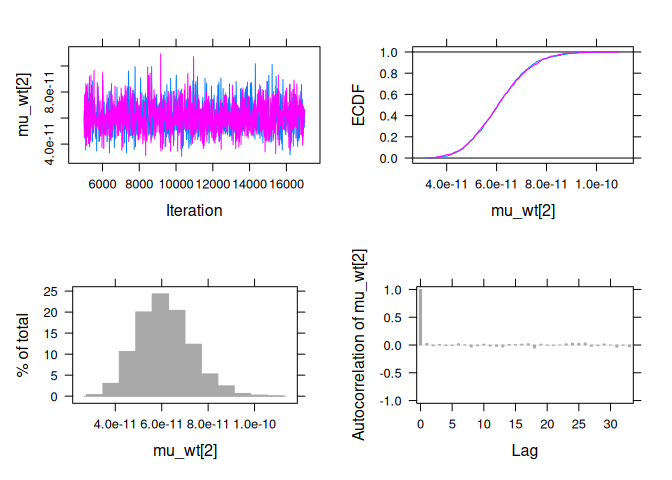 mu_wt[2]
4.0e-11 8.0e-11
6000 8000 10000 12000 14000 16000
Iteration
ECDF
0.0 0.2 0.4 0.6 0.8 1.0
4.0e-11 6.0e-11 8.0e-11 1.0e-10
mu_wt[2]
% of total
0 5 10 15 20 25
4.0e-11 6.0e-11 8.0e-11 1.0e-10
mu_wt[2]
Autocorrelation of mu_wt[2]
-1.0 -0.5 0.0 0.5 1.0
0 5 10 15 20 25 30
Lag